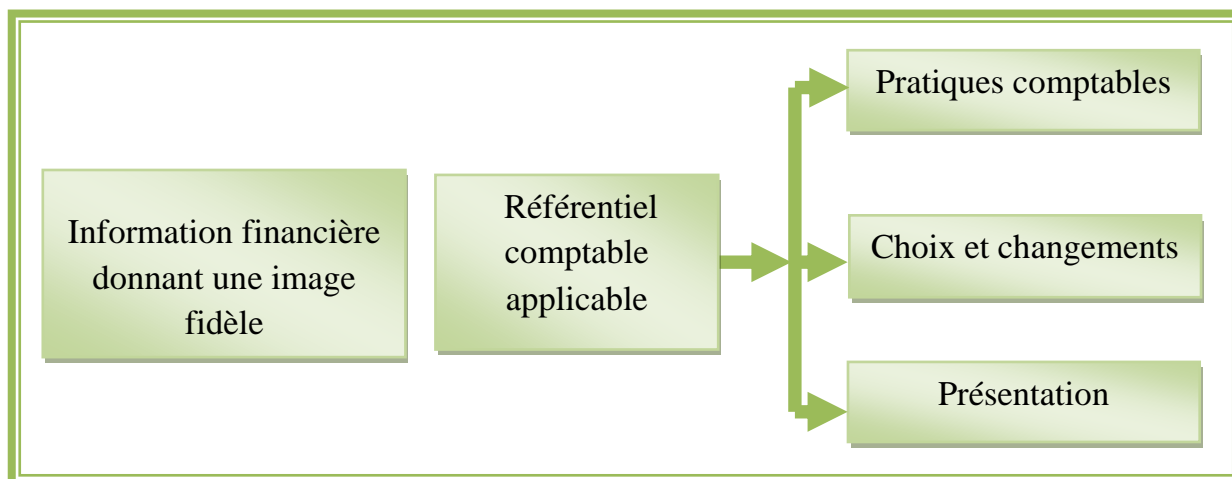 Information financière
donnant une image
fidèle
Référentiel
comptable
applicable
Pratiques comptables
Choix et changements
Présentation